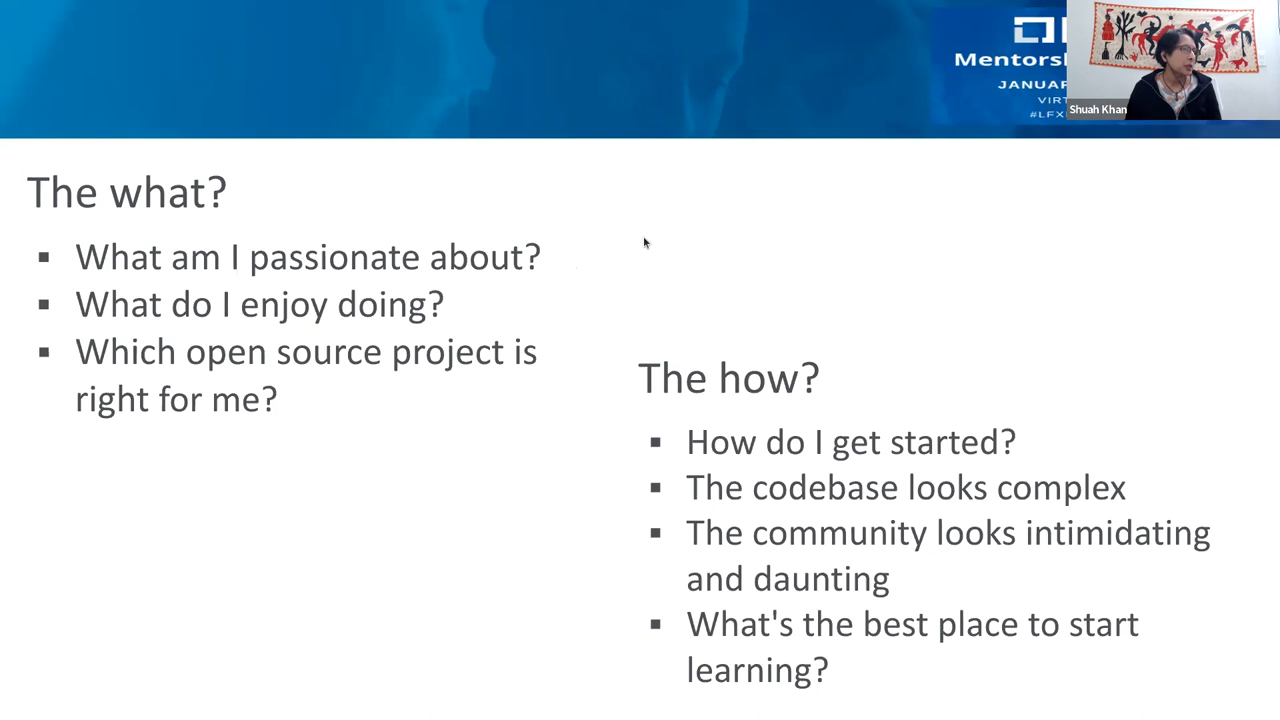 Mentors
JANUAR
VIRT
#LFX
Shuah Khan
The what?
▪ What am I passionate about?
▪ What do I enjoy doing?
▪ Which open source project is
right for me?
The how?
▪ How do I get started?
▪ The codebase looks complex
▪ The community looks intimidating
and daunting
▪ What's the best place to start
learning?